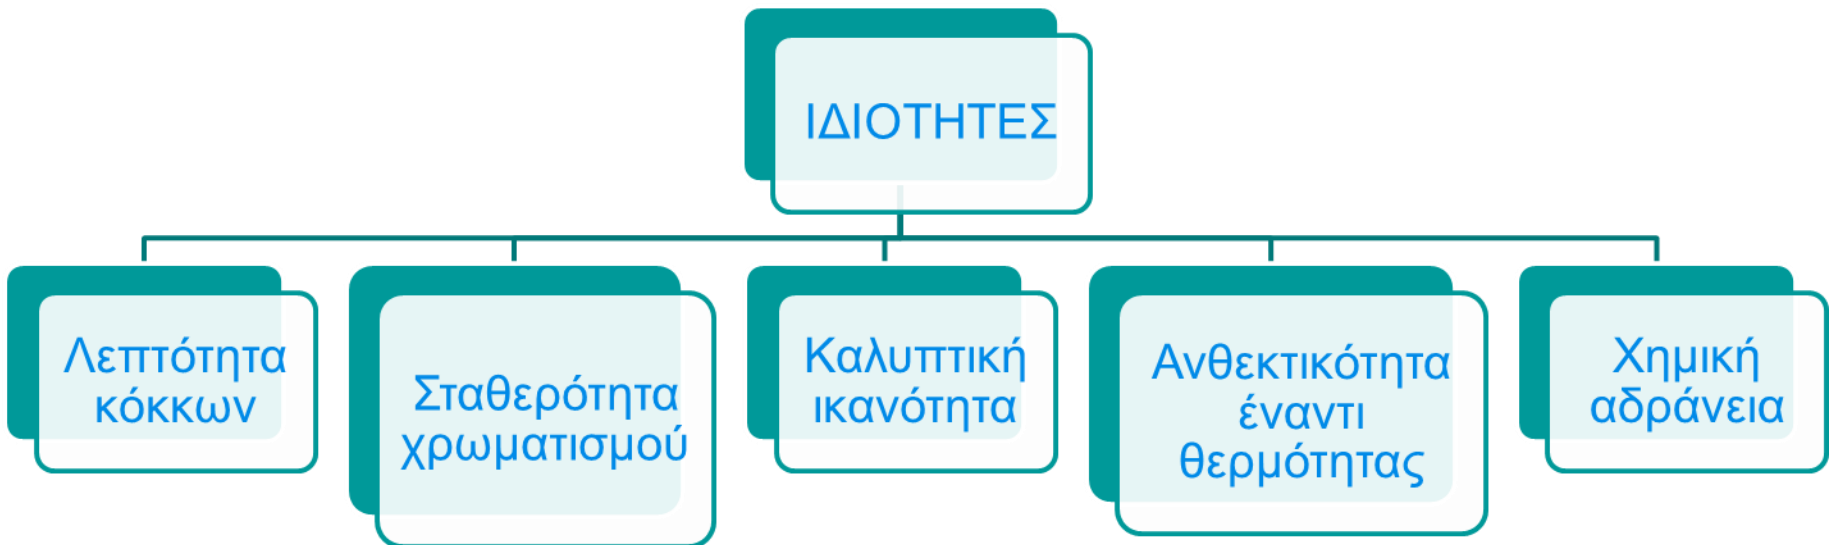 ΙΔΙΟΤΗΤΕΣ
Λεπτότητα
κόκκων
Σταθερότητα
χρωματισμού
Καλυπτική
ικανότητα
Ανθεκτικότητα
έναντι
θερμότητας
Χημική
αδράνεια